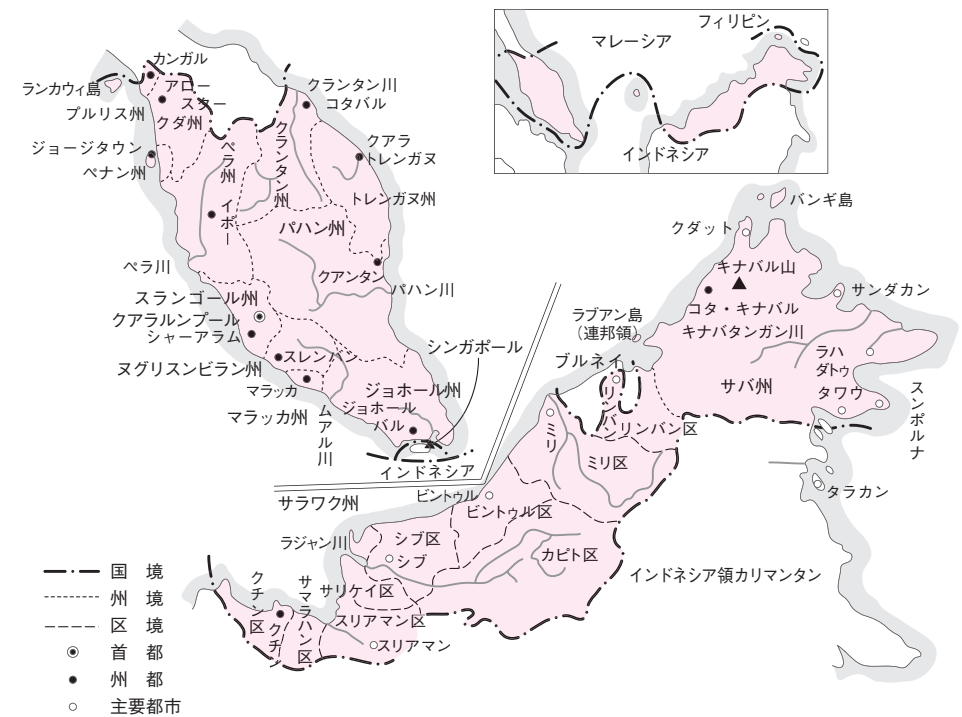 カンガル
ランカウィ島
アロー
スター
プルリス州
クダ州
クランタン川
コタバル
ジョージタウン
ペナン州
ペラ州
クランタン州
クアラ
トレンガヌ
トレンガヌ州
イポー
パハン州
ペラ川
クアンタン
パハン川
スランゴール州
クアラルンプール
シャーアラム
ヌグリスンビラン州
スレンバン
マラッカ
マラッカ州
ムアル川
ジョホール州
ジョホール
バル
シンガポール
インドネシア
フィリピン
マレーシア
インドネシア
バンギ島
クダット
キナバル山
サンダカン
コタ・キナバル
キナバタンガン川
ラブアン島
(連邦領)
ブルネイ
ラハ
ダトゥ
サバ州
タワウ
スンポルナ
リンバン
リンバン区
ミリ
ミリ区
サラワク州
ビントゥル
ビントゥル区
タラカン
ラジャン川
シブ区
シブ
カピト区
インドネシア領カリマンタン
クチン区
クチン
サマラハン区
サリケイ区
スリアマン区
スリアマン
国 境
州 境
区 境
首 都
州 都
主要都市